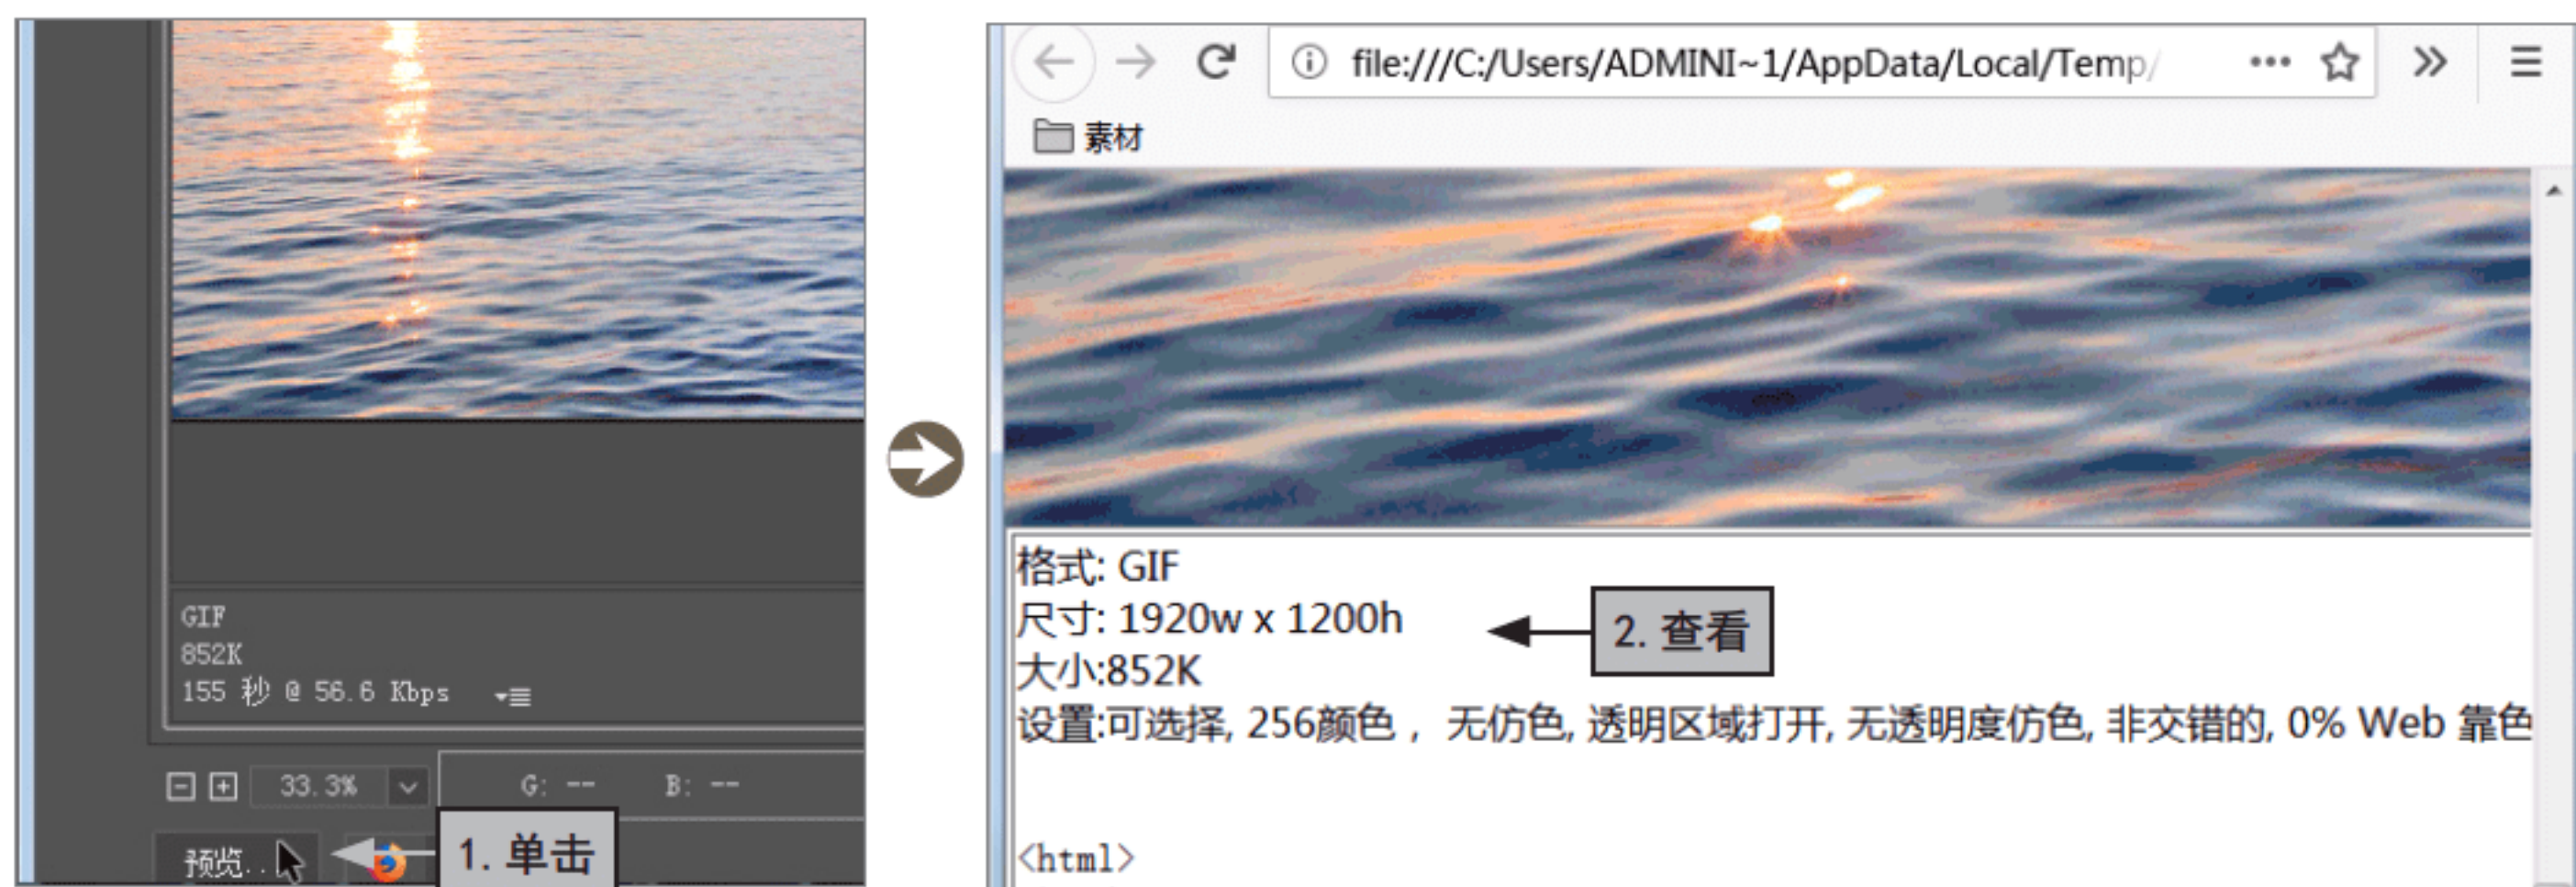 GIF
852K
155 秒 @ 56.6 Kbps
33.3%
G: -- B: --
预览...
1. 单击
file:///C:/Users/ADMINI~1/AppData/Local/Temp/
素材
格式: GIF
尺寸: 1920w x 1200h
2. 查看
大小:852K
设置:可选择, 256颜色 ,  无仿色, 透明区域打开, 无透明度仿色, 非交错的, 0% Web 靠色
<html>